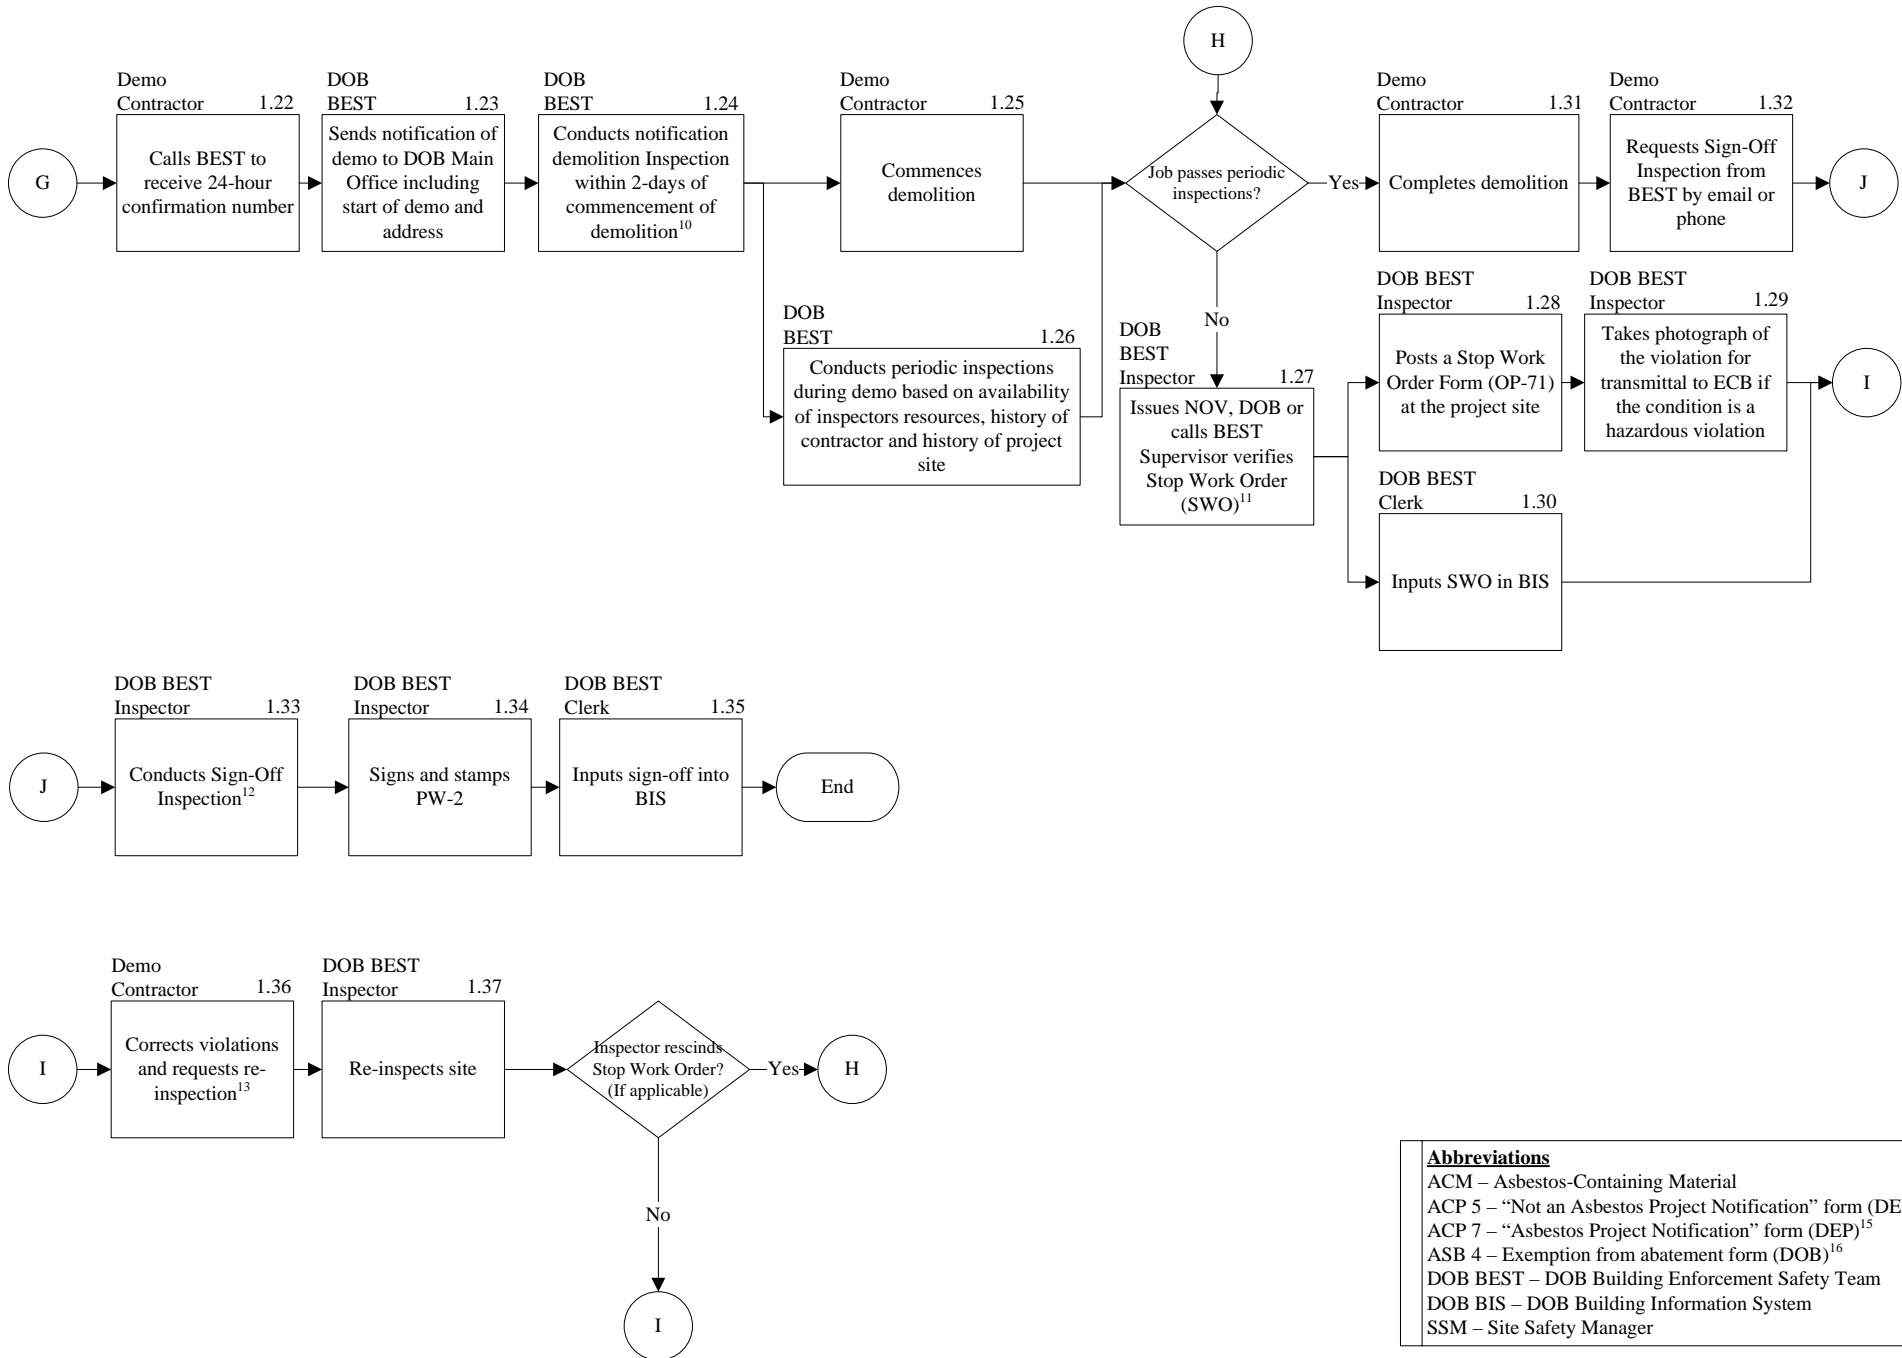 H
G
Demo
Contractor 1.22
Calls BEST to
receive 24-hour
confirmation number
DOB
BEST 1.23
Sends notification of
demo to DOB Main
Office including
start of demo and
address
DOB
BEST 1.24
Conducts notification
demolition Inspection
within 2-days of
commencement of
demolition10
Demo
Contractor 1.25
Commences
demolition
DOB
BEST 1.26
Conducts periodic inspections
during demo based on availability
of inspectors resources, history of
contractor and history of project
site
Job passes periodic
inspections?
Yes
No
Demo
Contractor 1.31
Completes demolition
Demo
Contractor 1.32
Requests Sign-Off
Inspection from
BEST by email or
phone
J
DOB
BEST
Inspector 1.27
Issues NOV, DOB or
calls BEST
Supervisor verifies
Stop Work Order
(SWO)11
DOB BEST
Inspector 1.28
Posts a Stop Work
Order Form (OP-71)
at the project site
DOB BEST
Inspector 1.29
Takes photograph of
the violation for
transmittal to ECB if
the condition is a
hazardous violation
I
DOB BEST
Clerk 1.30
Inputs SWO in BIS
J
DOB BEST
Inspector 1.33
Conducts Sign-Off
Inspection12
DOB BEST
Inspector 1.34
Signs and stamps
PW-2
DOB BEST
Clerk 1.35
Inputs sign-off into
BIS
End
I
Demo
Contractor 1.36
Corrects violations
and requests re-
inspection13
DOB BEST
Inspector 1.37
Re-inspects site
Inspector rescinds
Stop Work Order?
(If applicable)
Yes
H
No
I
Abbreviations
ACM – Asbestos-Containing Material
ACP 5 – “Not an Asbestos Project Notification” form (DE
ACP 7 – “Asbestos Project Notification” form (DEP)15
ASB 4 – Exemption from abatement form (DOB)16
DOB BEST – DOB Building Enforcement Safety Team
DOB BIS – DOB Building Information System
SSM – Site Safety Manager